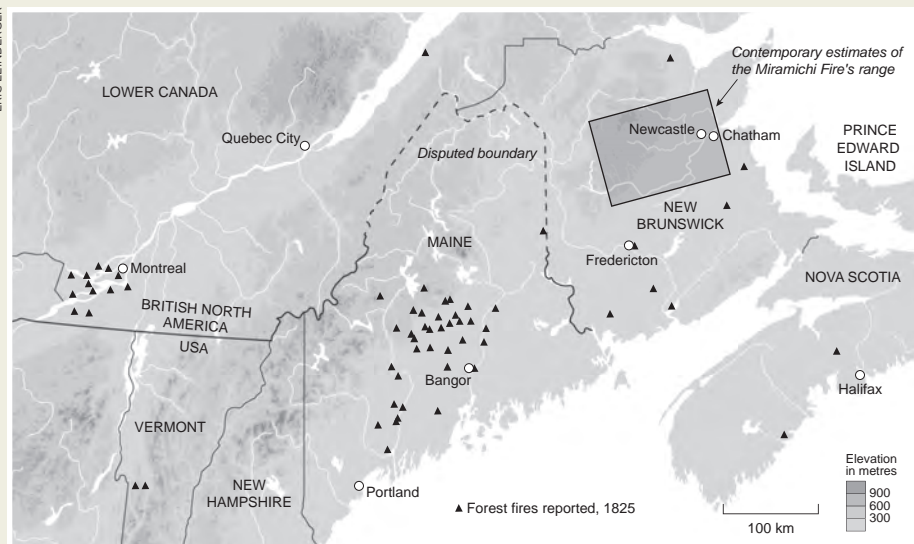 Contemporary estimates of
the Miramichi Fire's range
LOWER CANADA
Quebec City
Newcastle
Chatham
Disputed boundary
PRINCE
EDWARD
ISLAND
NEW
BRUNSWICK
MAINE
Fredericton
Montreal
NOVA SCOTIA
BRITISH NORTH
AMERICA
USA
Bangor
Halifax
VERMONT
NEW
HAMPSHIRE
Portland
Forest fires reported, 1825
100 km
Elevation
in metres
900
600
300